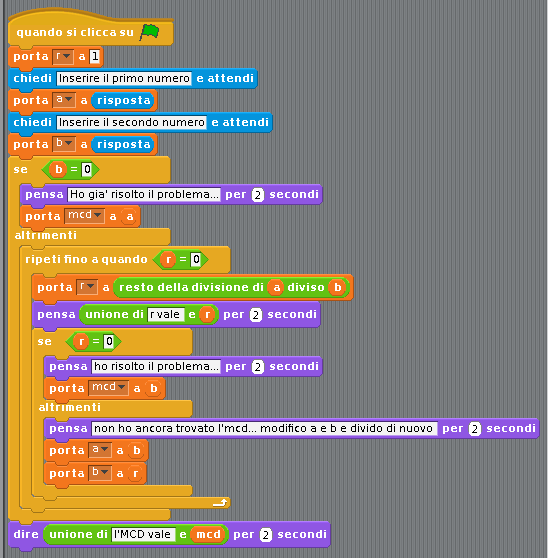 quando si clicca su
porta r a 1
chiedi Inserire il primo numero e attendi
porta a a risposta
chiedi Inserire il secondo numero e attendi
porta b a risposta
se b = 0
pensa Ho gia' risolto il problema... per 2 secondi
porta mcd a a
altrimenti
ripeti fino a quando r = 0
porta r a resto della divisione di a diviso b
pensa unione di r vale e r per 2 secondi
se r = 0
pensa ho risolto il problema... per 2 secondi
porta mcd a b
altrimenti
pensa non ho ancora trovato l'mcd... modifico a e b e divido di nuovo per 2 secondi
porta a a b
porta b a r
dire unione di l'MCD vale e mcd per 2 secondi